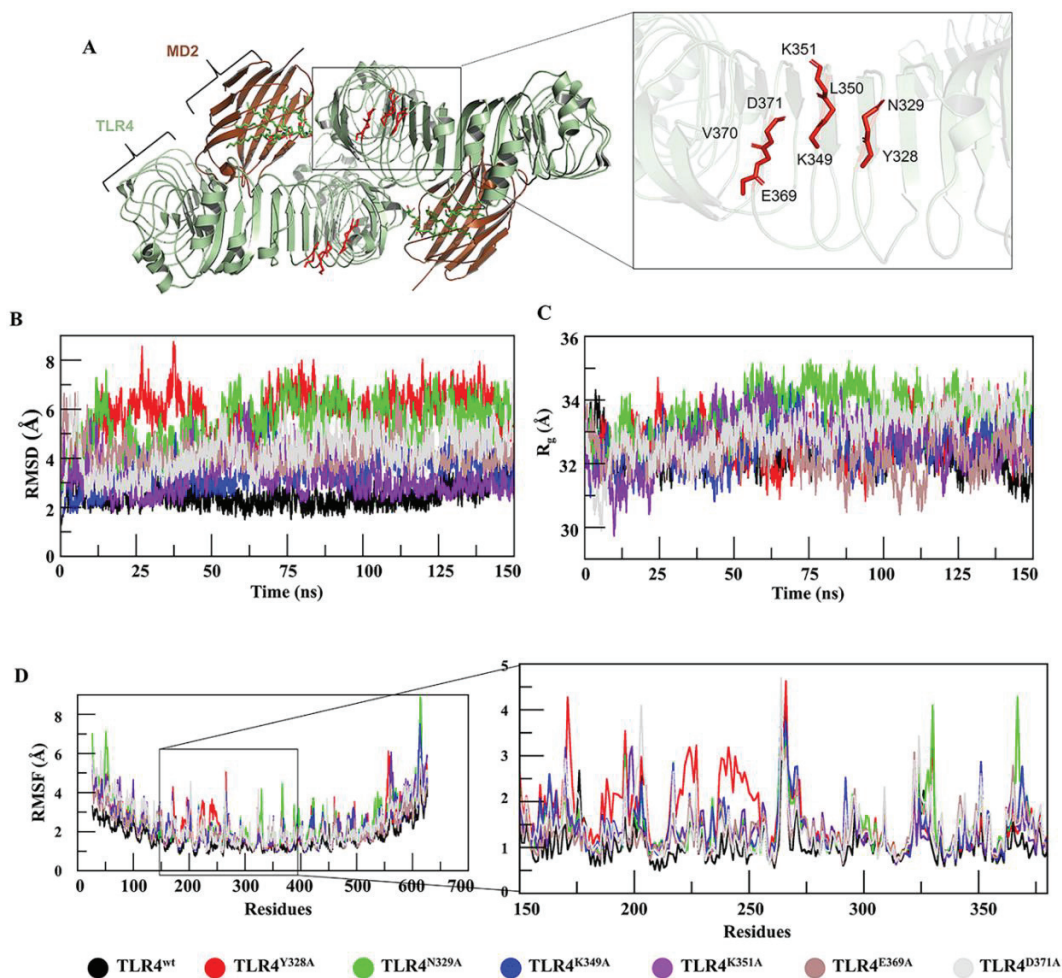 A
MD2
TLR4
K351
L350
D371
N329
V370
K349
Y328
E369
B
RMSD (Å)
8
6
4
2
0
0 25 50 75 100 125 150
Time (ns)
C
Rg (Å)
36
34
32
30
0 25 50 75 100 125 150
Time (ns)
D
RMSF (Å)
8
6
4
2
0
0 100 200 300 400 500 600 700
Residues
5
4
3
2
1
0
150 200 250 300 350
Residues
TLR4wt TLR4Y328A TLR4N329A TLR4K349A TLR4K351A TLR4E369A TLR4D371A